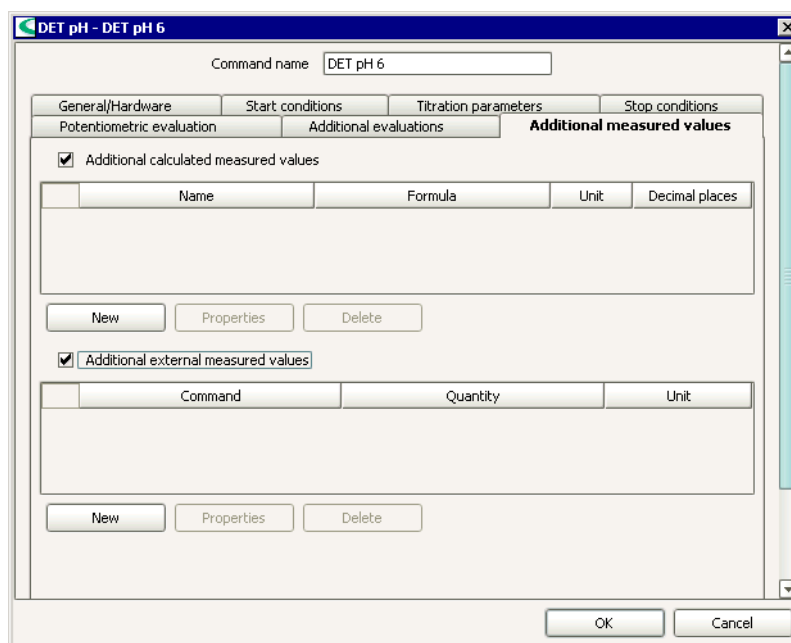 DET pH - DET pH 6
Command name DET pH 6
General/Hardware Start conditions Titration parameters Stop conditions
Potentiometric evaluation Additional evaluations Additional measured values
Additional calculated measured values
Name Formula Unit Decimal places
New Properties Delete
Additional external measured values
Command Quantity Unit
New Properties Delete
OK Cancel